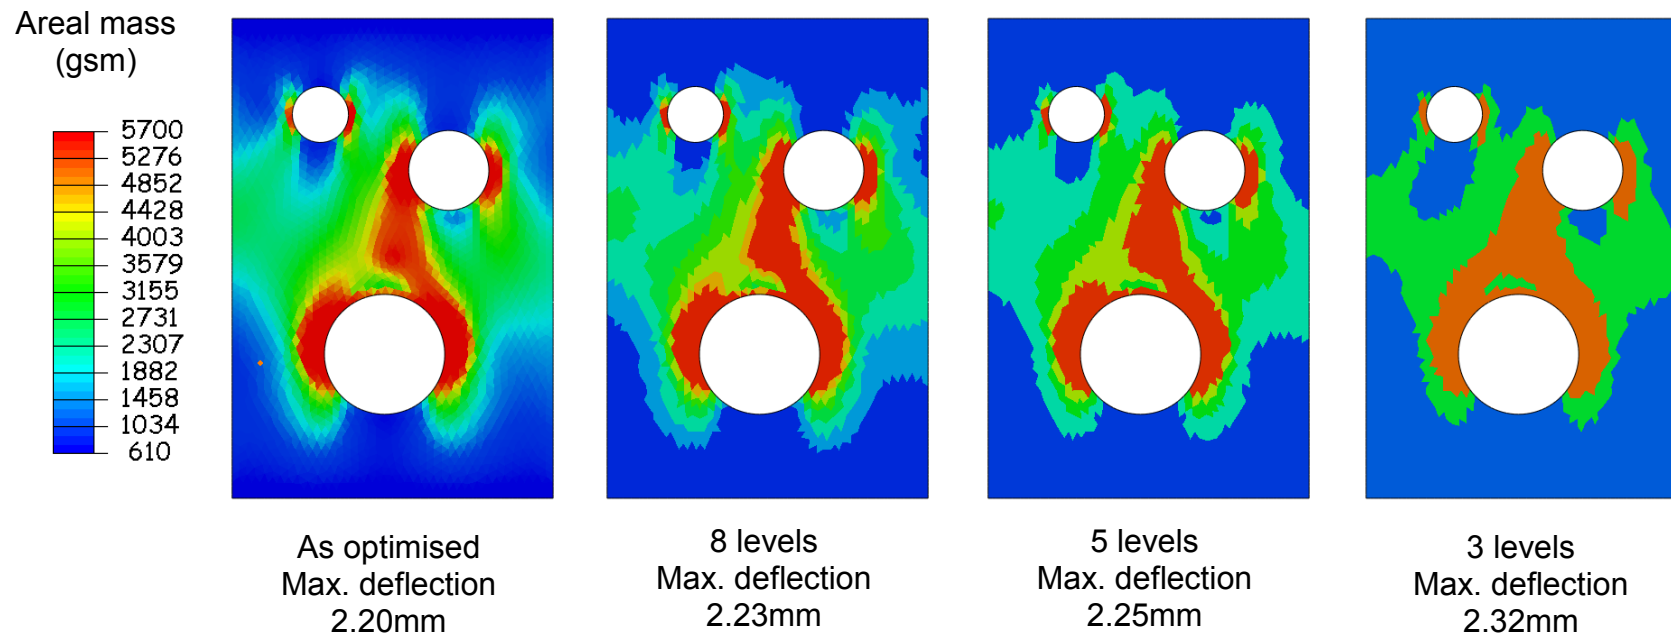 Areal mass
(gsm)
5700
5276
4852
4428
4003
3579
3155
2731
2307
1882
1458
1034
610
As optimised
Max. deflection
2.20mm
8 levels
Max. deflection
2.23mm
5 levels
Max. deflection
2.25mm
3 levels
Max. deflection
2.32mm